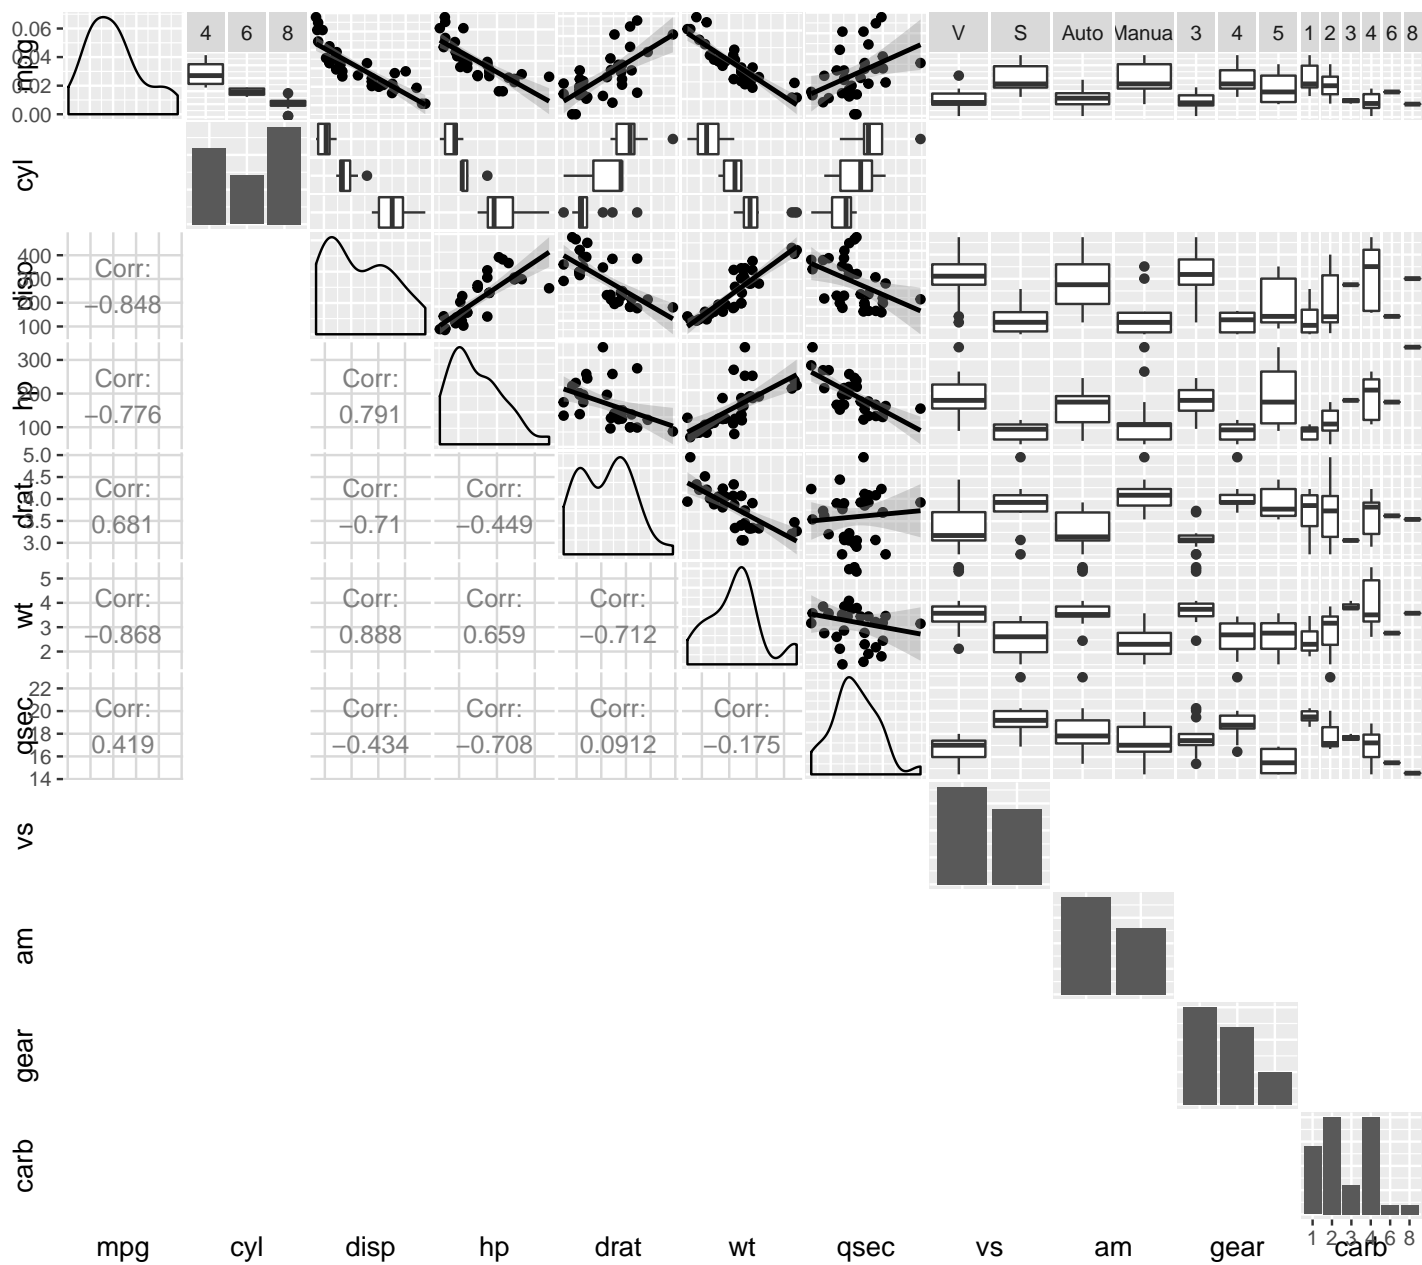 4 6 8 V S Auto Manua 3 4 5 1 2 3 4 6 8
mpg
0.06
0.04
0.02
0.00
cyl
disp
400
300
200
100
Corr:
−0.848
hp
300
200
100
Corr:
−0.776
Corr:
0.791
drat
5.0
4.5
4.0
3.5
3.0
Corr:
0.681
Corr:
−0.71
Corr:
−0.449
wt
5
4
3
2
Corr:
−0.868
Corr:
0.888
Corr:
0.659
Corr:
−0.712
qsec
22
20
18
16
14
Corr:
0.419
Corr:
−0.434
Corr:
−0.708
Corr:
0.0912
Corr:
−0.175
vs
am
gear
carb
1 2 3 4 6 8
mpg cyl disp hp drat wt qsec vs am gear carb